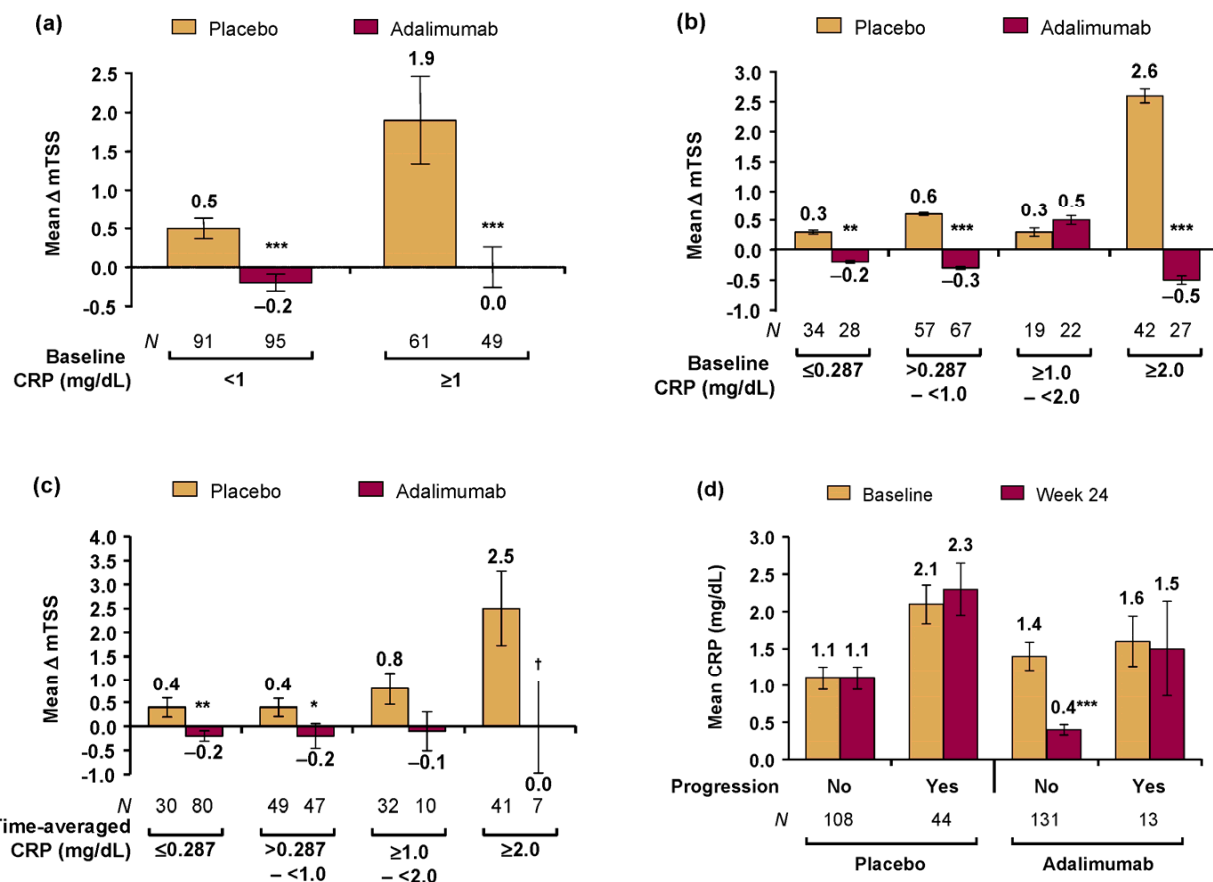 (a) Placebo Adalimumab
Mean Δ mTSS
2.5
2.0
1.5
1.0
0.5
0.0
-0.5
0.5
***
–0.2
1.9
***
0.0
N 91 95 61 49
Baseline
CRP (mg/dL)
<1 ≥1
(b) Placebo Adalimumab
Mean Δ mTSS
3.0
2.5
2.0
1.5
1.0
0.5
0.0
-0.5
-1.0
0.3
**
–0.2
0.6
***
–0.3
0.3
0.5
2.6
***
–0.5
N 34 28 57 67 19 22 42 27
Baseline
CRP (mg/dL)
≤0.287 >0.287 ≥1.0 ≥2.0
– <1.0 – <2.0
(c) Placebo Adalimumab
Mean Δ mTSS
4.0
3.5
3.0
2.5
2.0
1.5
1.0
0.5
0.0
-0.5
-1.0
0.4
**
–0.2
0.4
*
–0.2
0.8
–0.1
2.5
†
0.0
N 30 80 49 47 32 10 41 7
Time-averaged
CRP (mg/dL)
≤0.287 >0.287 ≥1.0 ≥2.0
– <1.0 – <2.0
(d) Baseline Week 24
Mean CRP (mg/dL)
3.0
2.5
2.0
1.5
1.0
0.5
0.0
1.1 1.1
2.1 2.3
1.4
0.4***
1.6 1.5
Progression No Yes No Yes
N 108 44 131 13
Placebo Adalimumab